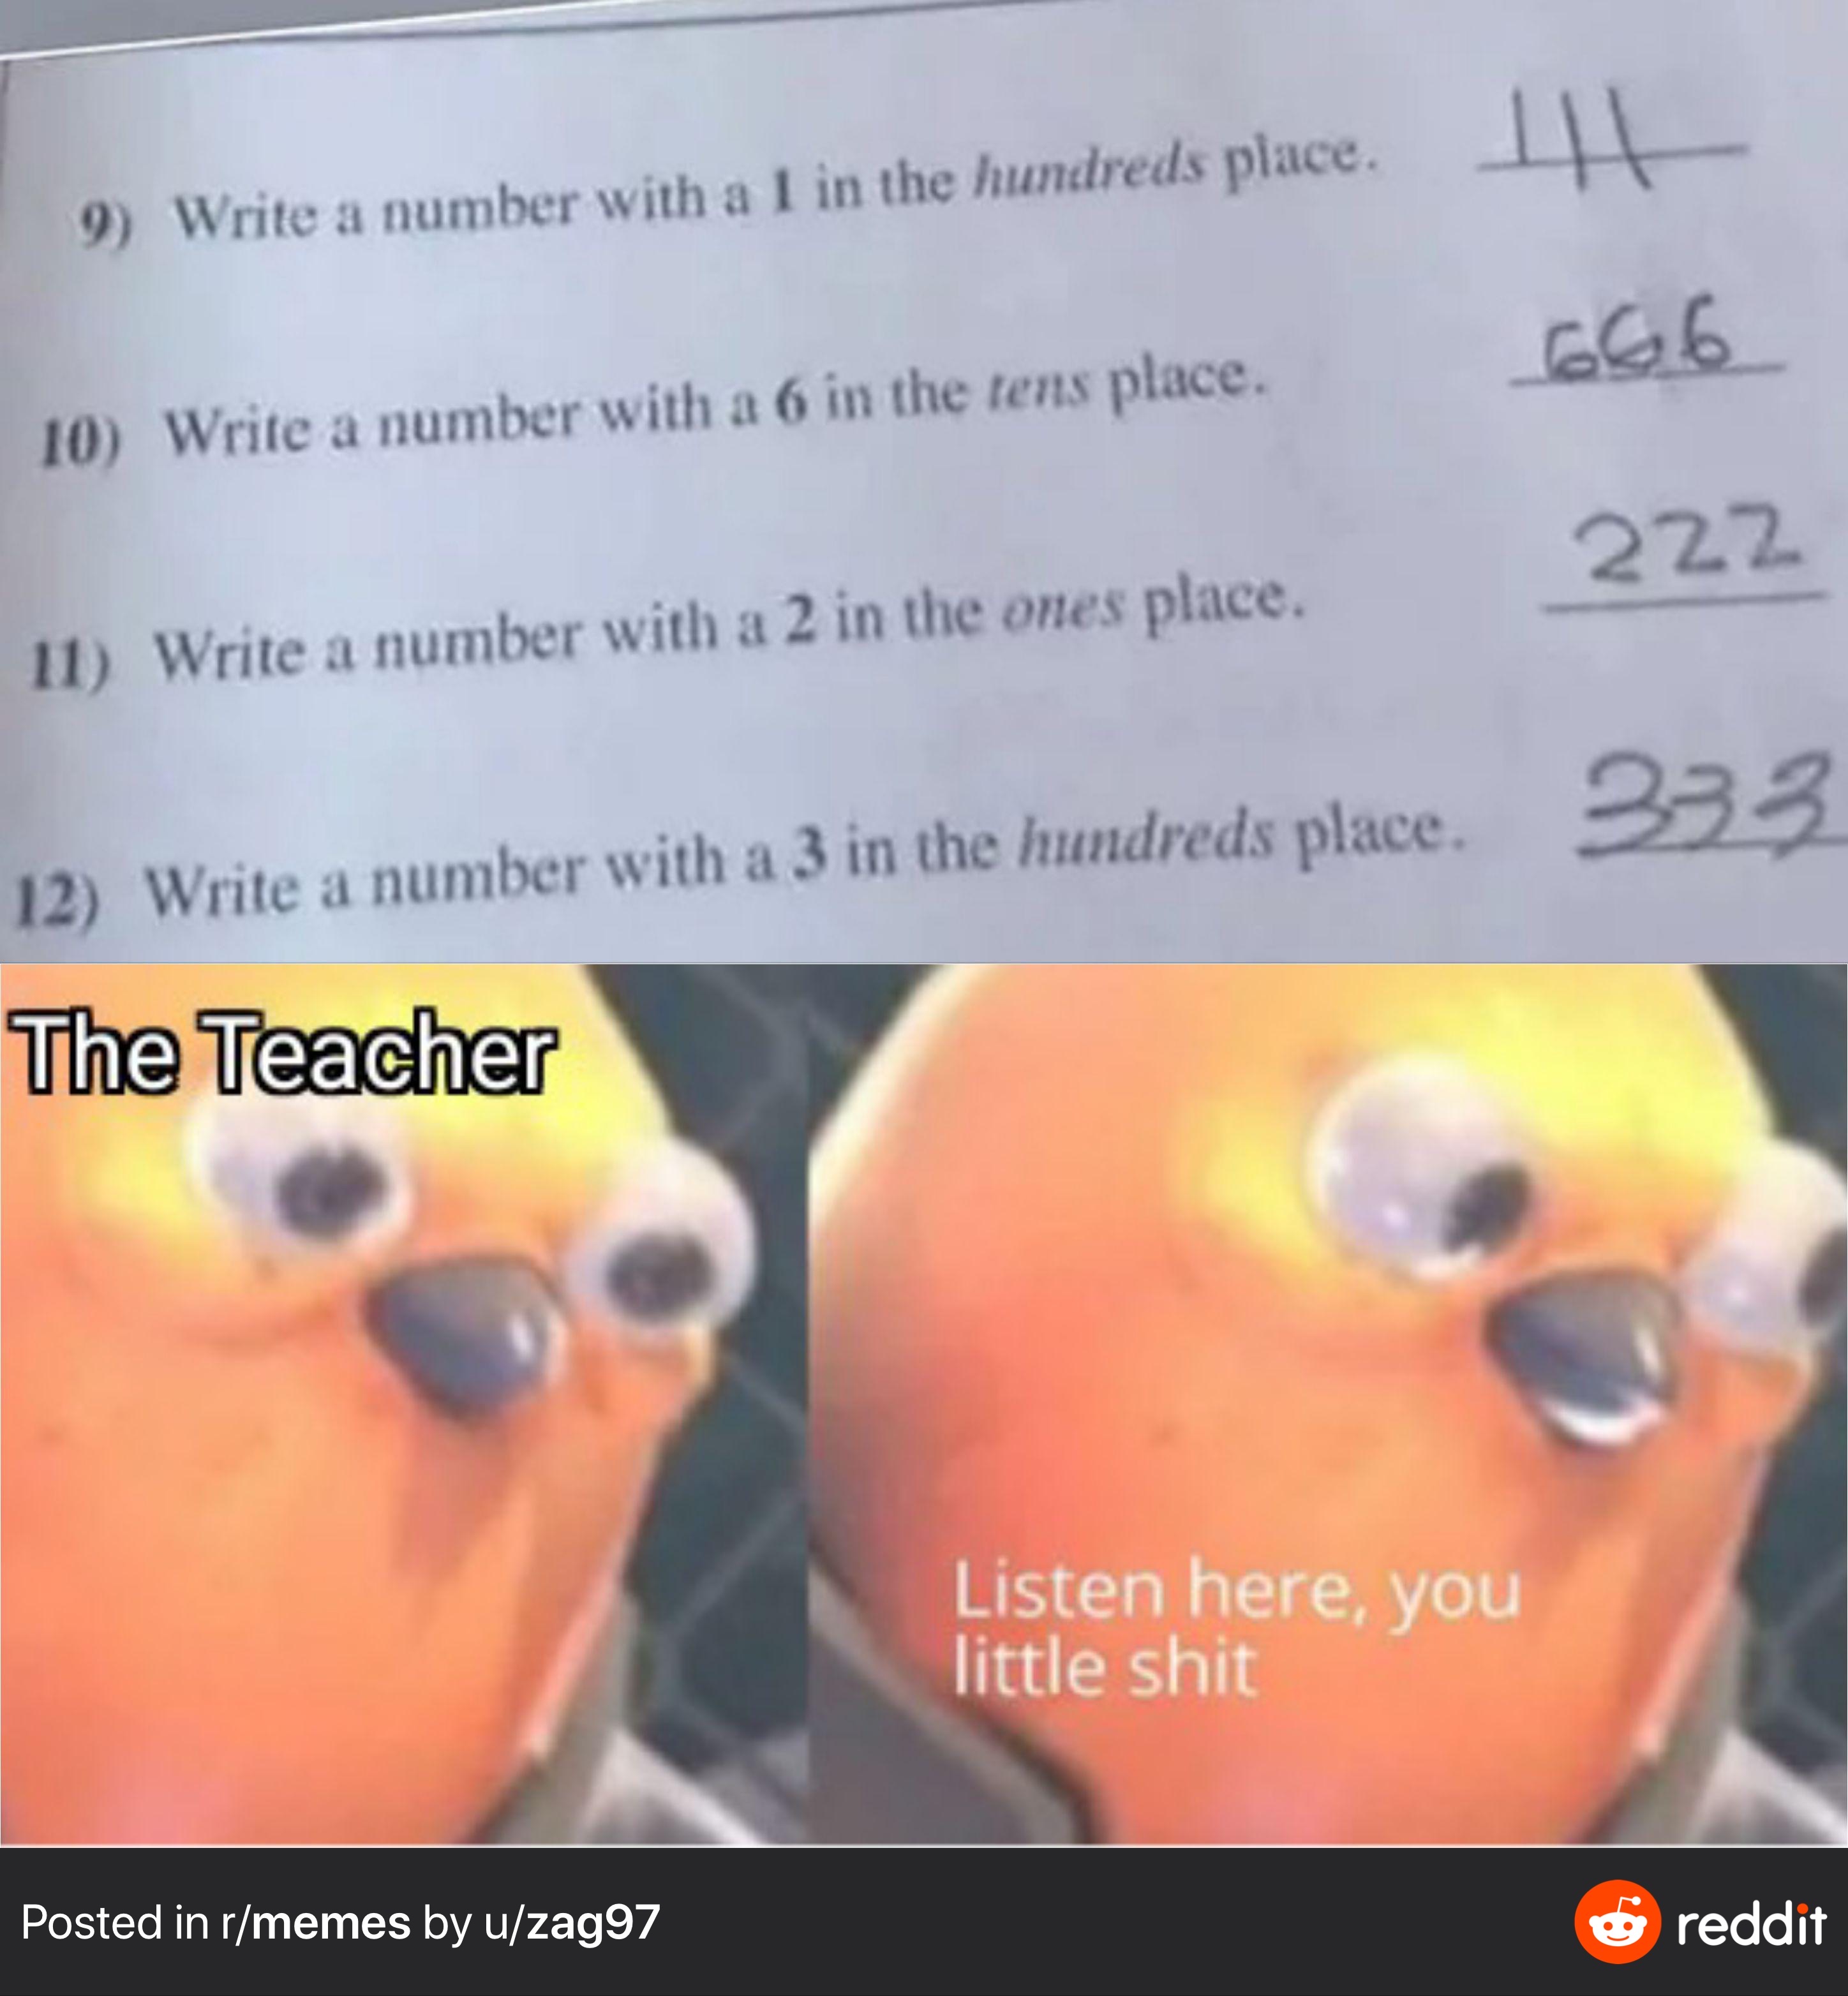 9) Write a number with a 1 in the hundreds place. 111
10) Write a number with a 6 in the tens place. 666
11) Write a number with a 2 in the ones place. 222
12) Write a number with a 3 in the hundreds place. 333
The Teacher
Listen here, you
little shit
Posted in r/memes by u/zag97
reddit